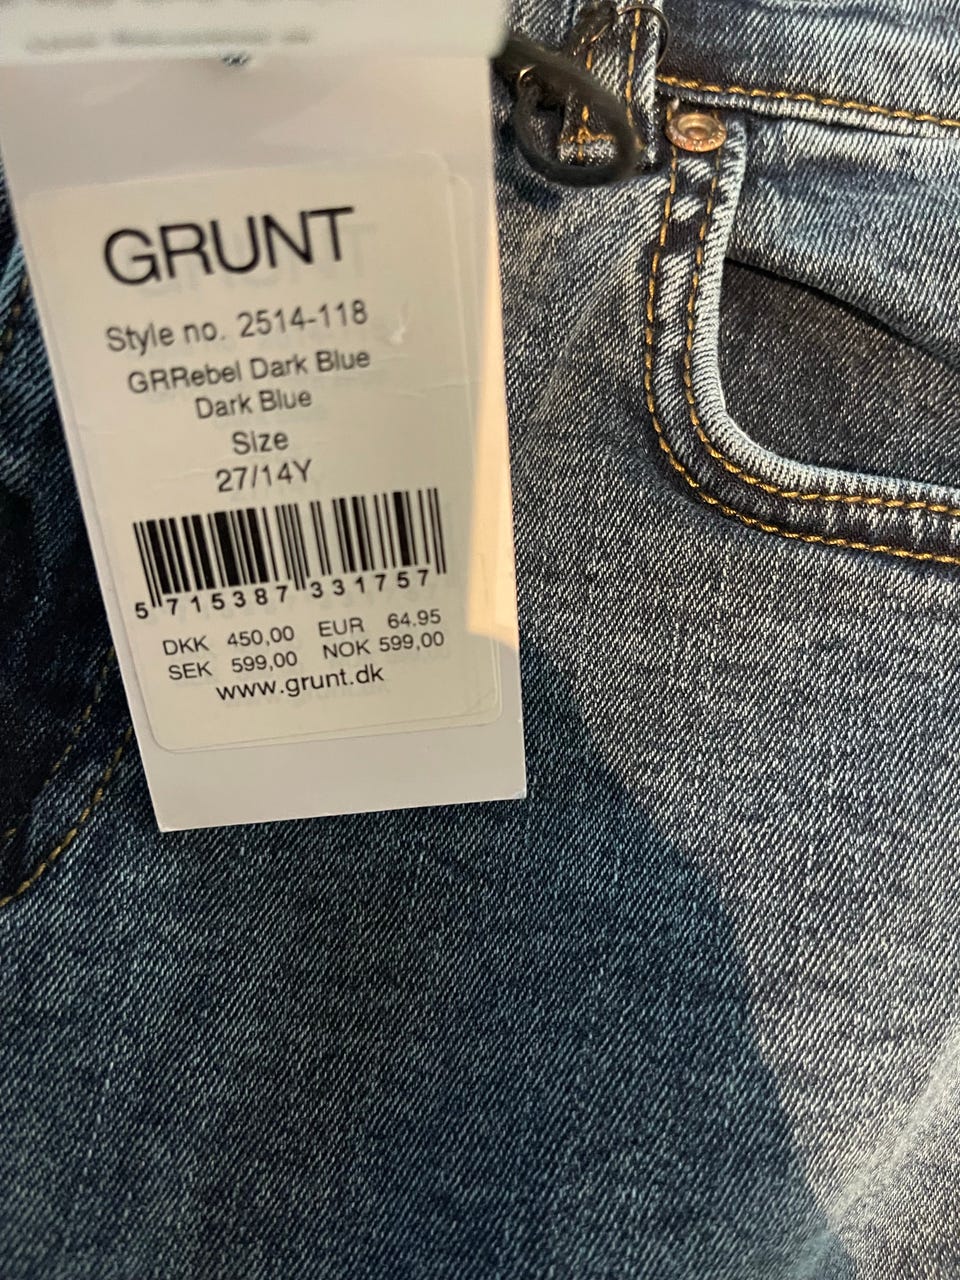 GRUNT
Style no. 2514-118
GRRebel Dark Blue
Dark Blue
Size
27/14Y
5 715387 331757
DKK 450,00 EUR 64.95
SEK 599,00 NOK 599,00
www.grunt.dk